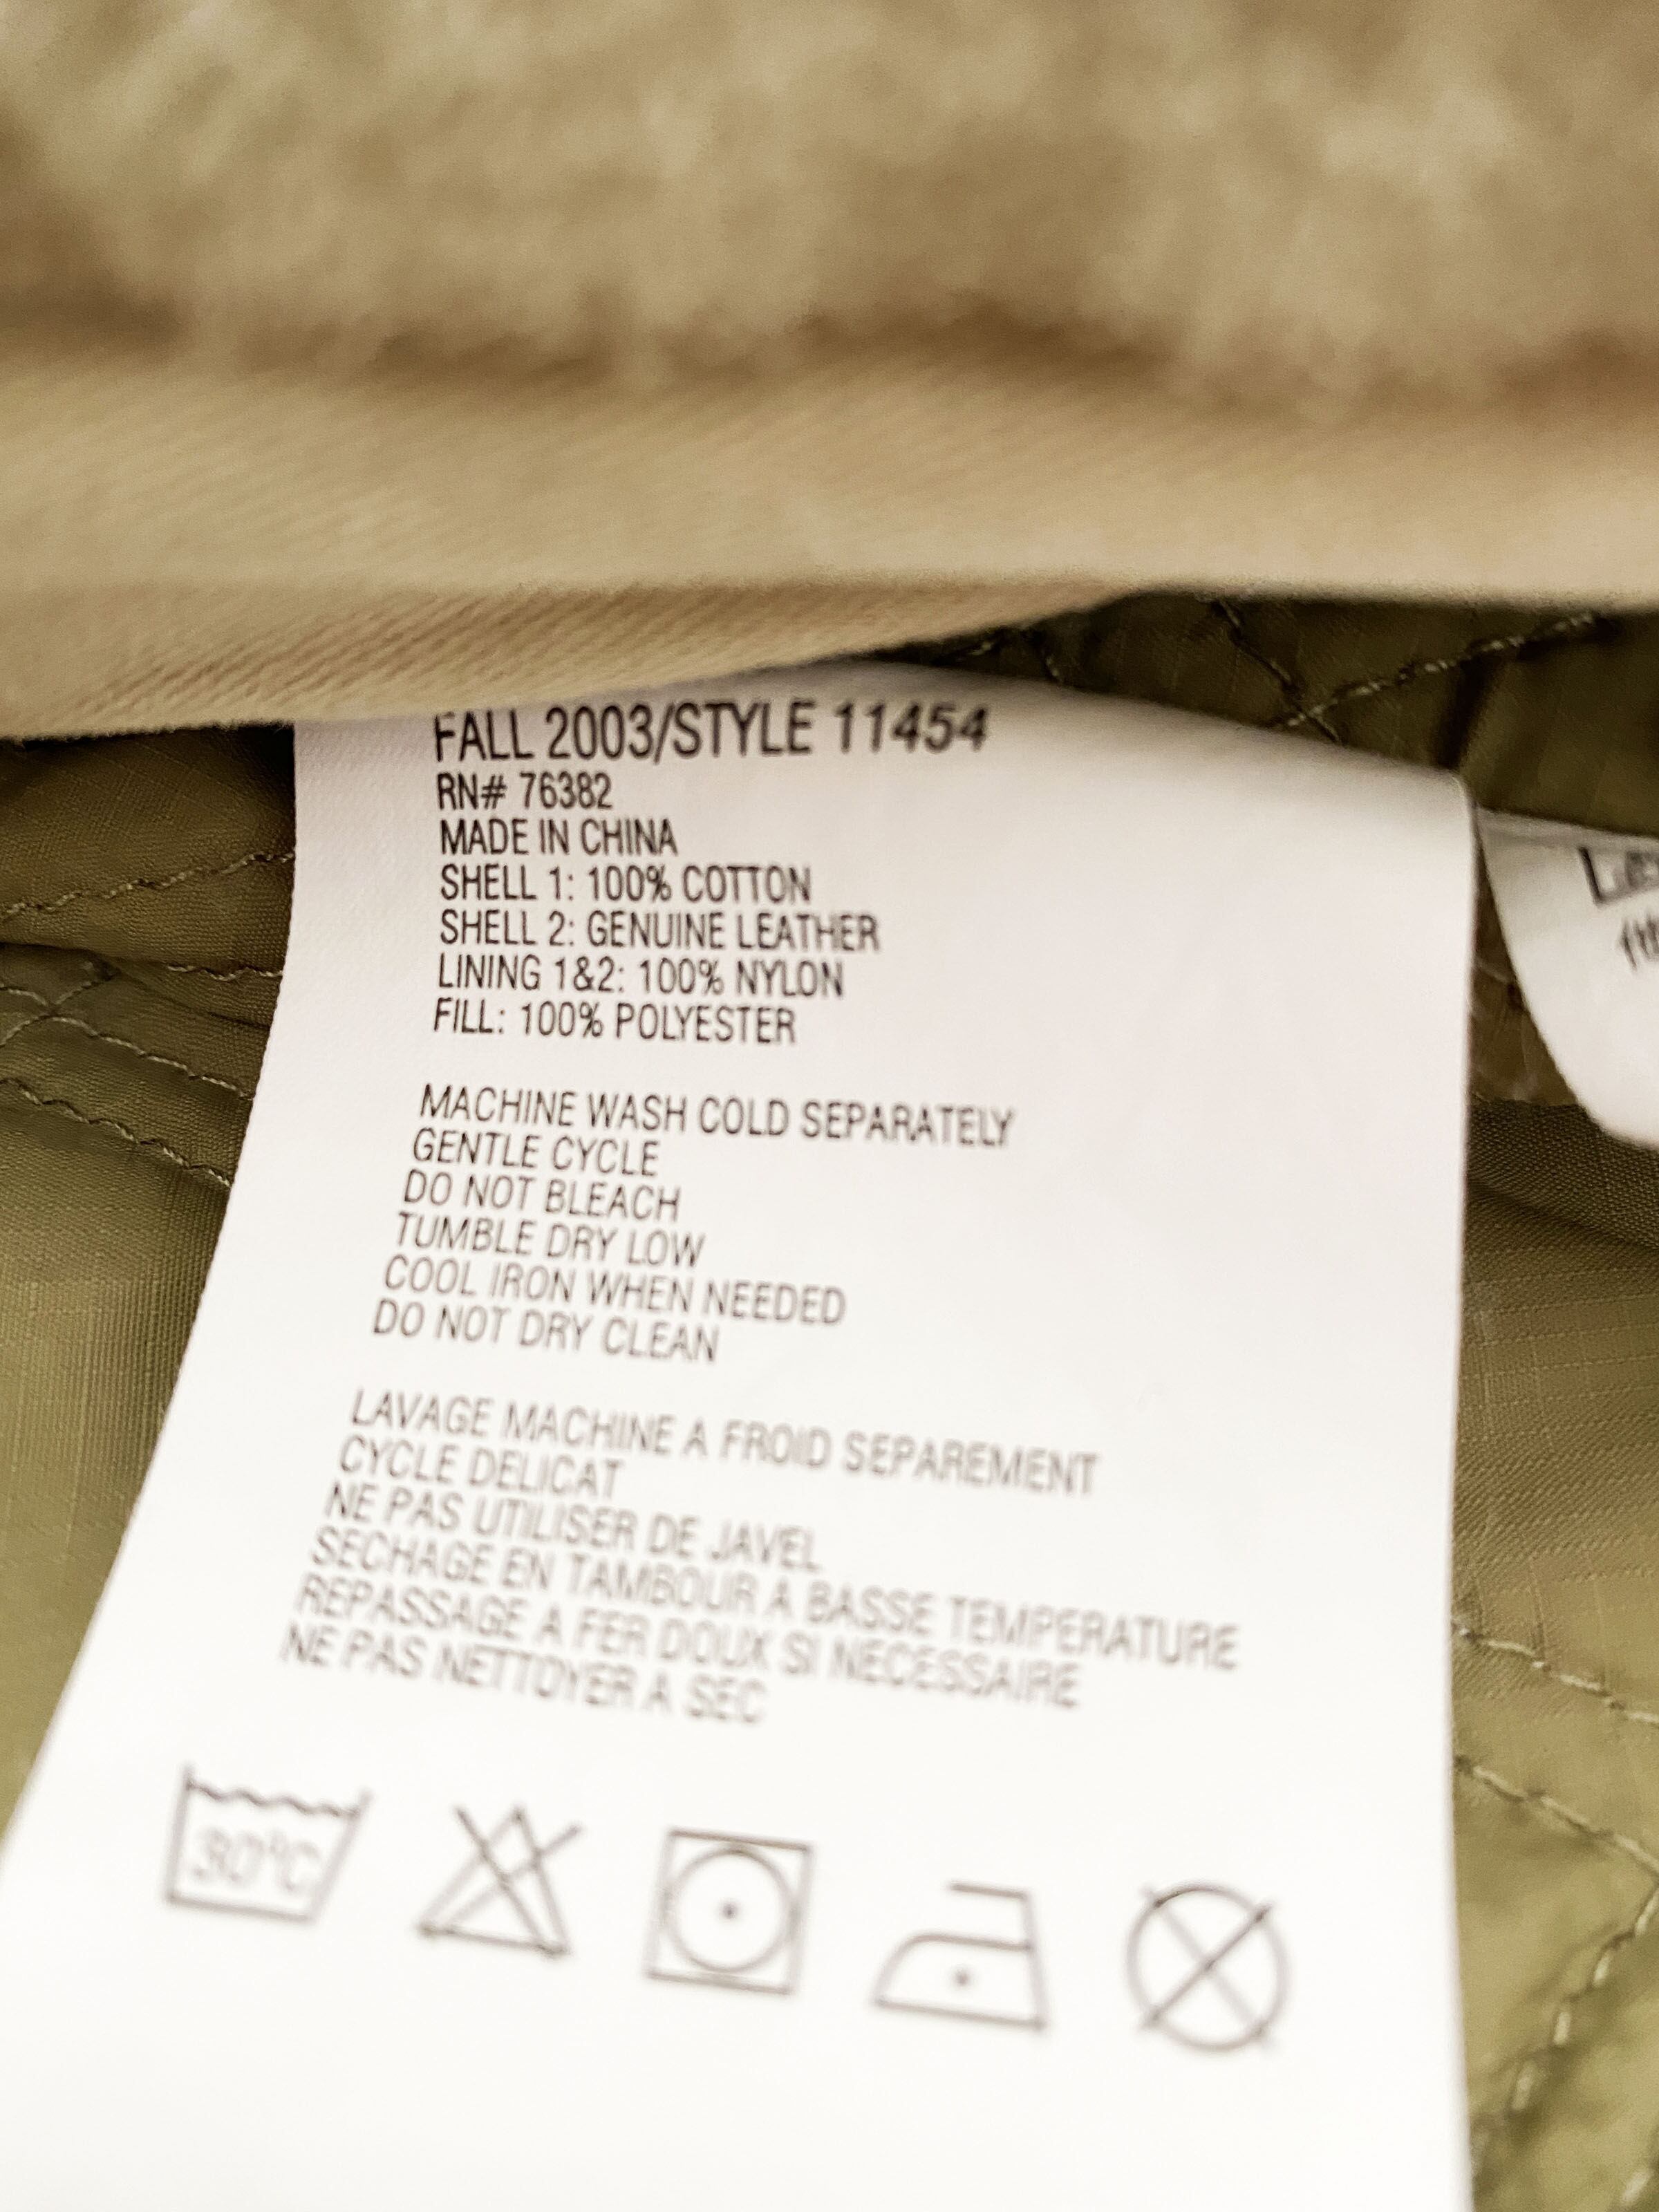 FALL 2003/STYLE 11454
RN# 76382
MADE IN CHINA
SHELL 1: 100% COTTON
SHELL 2: GENUINE LEATHER
LINING 1&2: 100% NYLON
FILL: 100% POLYESTER
MACHINE WASH COLD SEPARATELY
GENTLE CYCLE
DO NOT BLEACH
TUMBLE DRY LOW
COOL IRON WHEN NEEDED
DO NOT DRY CLEAN
LAVAGE MACHINE A FROID SEPAREMENT
CYCLE DELICAT
NE PAS UTILISER DE JAVEL
SECHAGE EN TAMBOUR A BASSE TEMPERATURE
REPASSAGE A FER DOUX SI NECESSAIRE
NE PAS NETTOYER A SEC
30°C